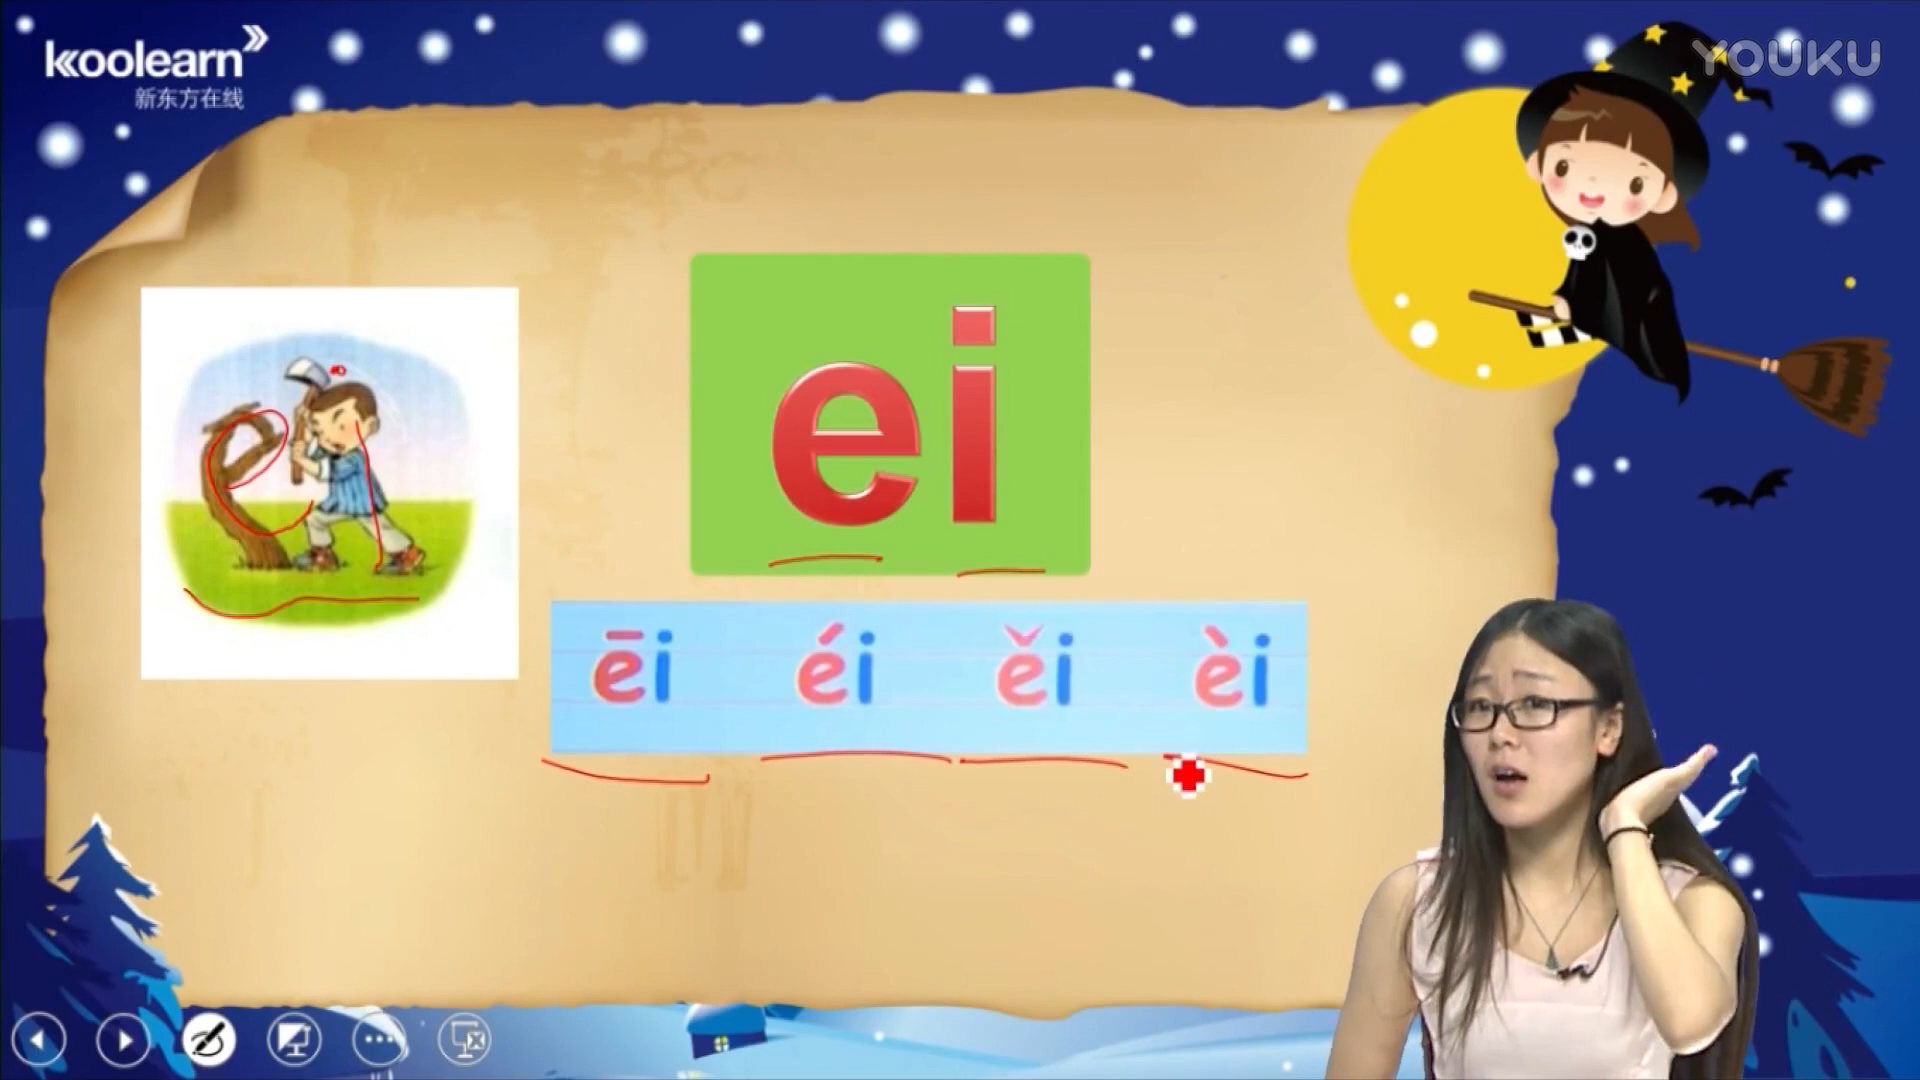 koolearn
新东方在线
YOUKU
ei
ēi éi ěi èi